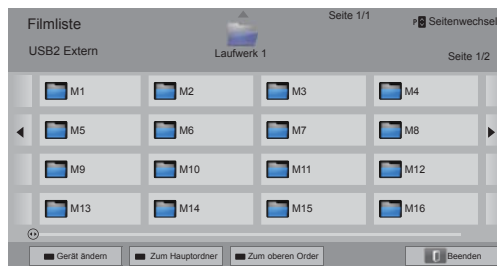 Filmliste
Seite 1/1
P Seitenwechsel
USB2 Extern
Laufwerk 1
Seite 1/2
M1 M2 M3 M4
M5 M6 M7 M8
M9 M10 M11 M12
M13 M14 M15 M16
Gerät ändern Zum Hauptordner Zum oberen Order Beenden